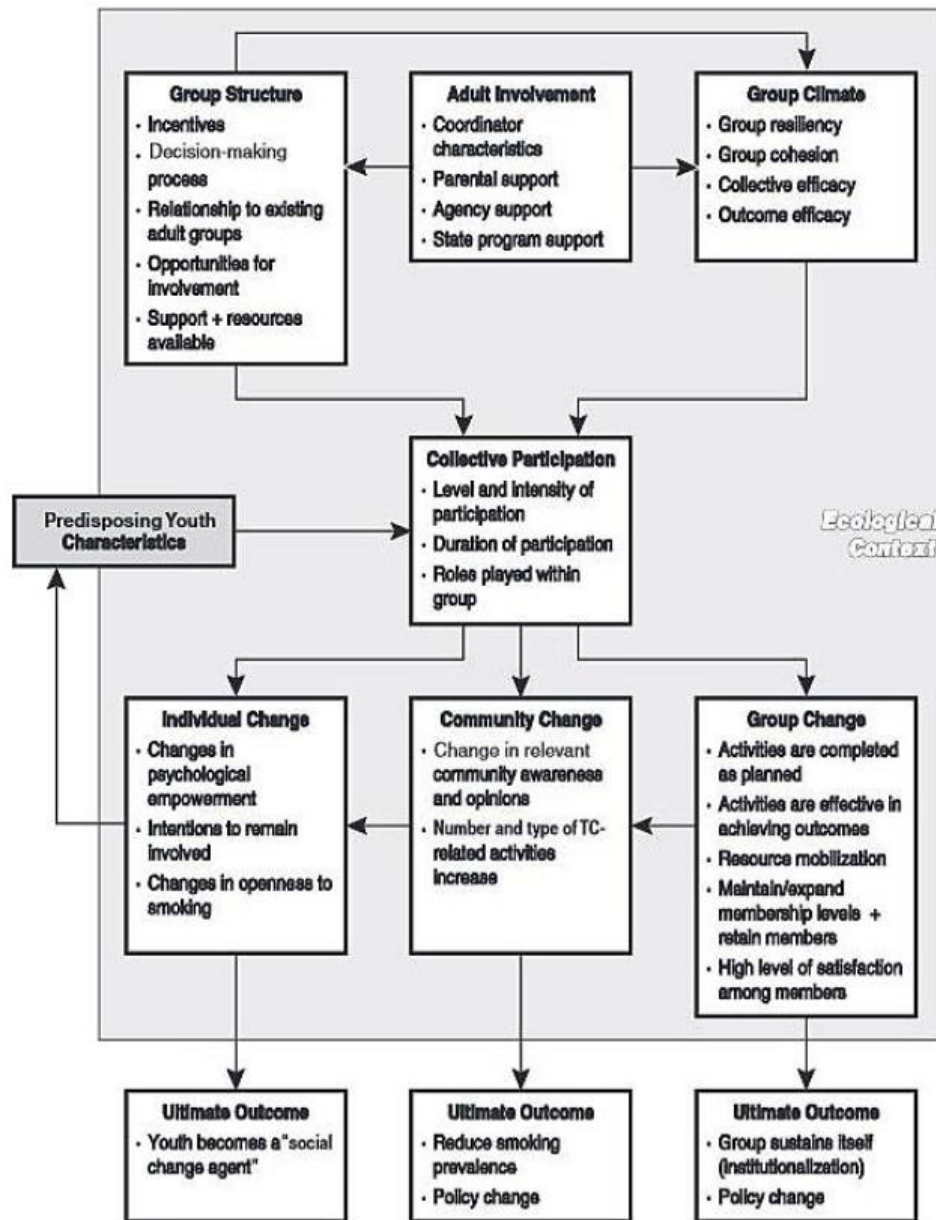 Group Structure
· Incentives
· Decision-making
process
· Relationship to existing
adult groups
· Opportunities for
involvement
· Support + resources
available
Adult Involvement
· Coordinator
characteristics
· Parental support
· Agency support
· State program support
Group Climate
· Group resiliency
· Group cohesion
· Collective efficacy
· Outcome efficacy
Collective Participation
· Level and intensity of
participation
· Duration of participation
· Roles played within
group
Predisposing Youth
Characteristics
Ecological
Context
Individual Change
· Changes in
psychological
empowerment
· Intentions to remain
involved
· Changes in openness to
smoking
Community Change
· Change in relevant
community awareness
and opinions
· Number and type of TC-
related activities
increase
Group Change
· Activities are completed
as planned
· Activities are effective in
achieving outcomes
· Resource mobilization
· Maintain/expand
membership levels +
retain members
· High level of satisfaction
among members
Ultimate Outcome
· Youth becomes a "social
change agent"
Ultimate Outcome
· Reduce smoking
prevalence
· Policy change
Ultimate Outcome
· Group sustains itself
(institutionalization)
· Policy change